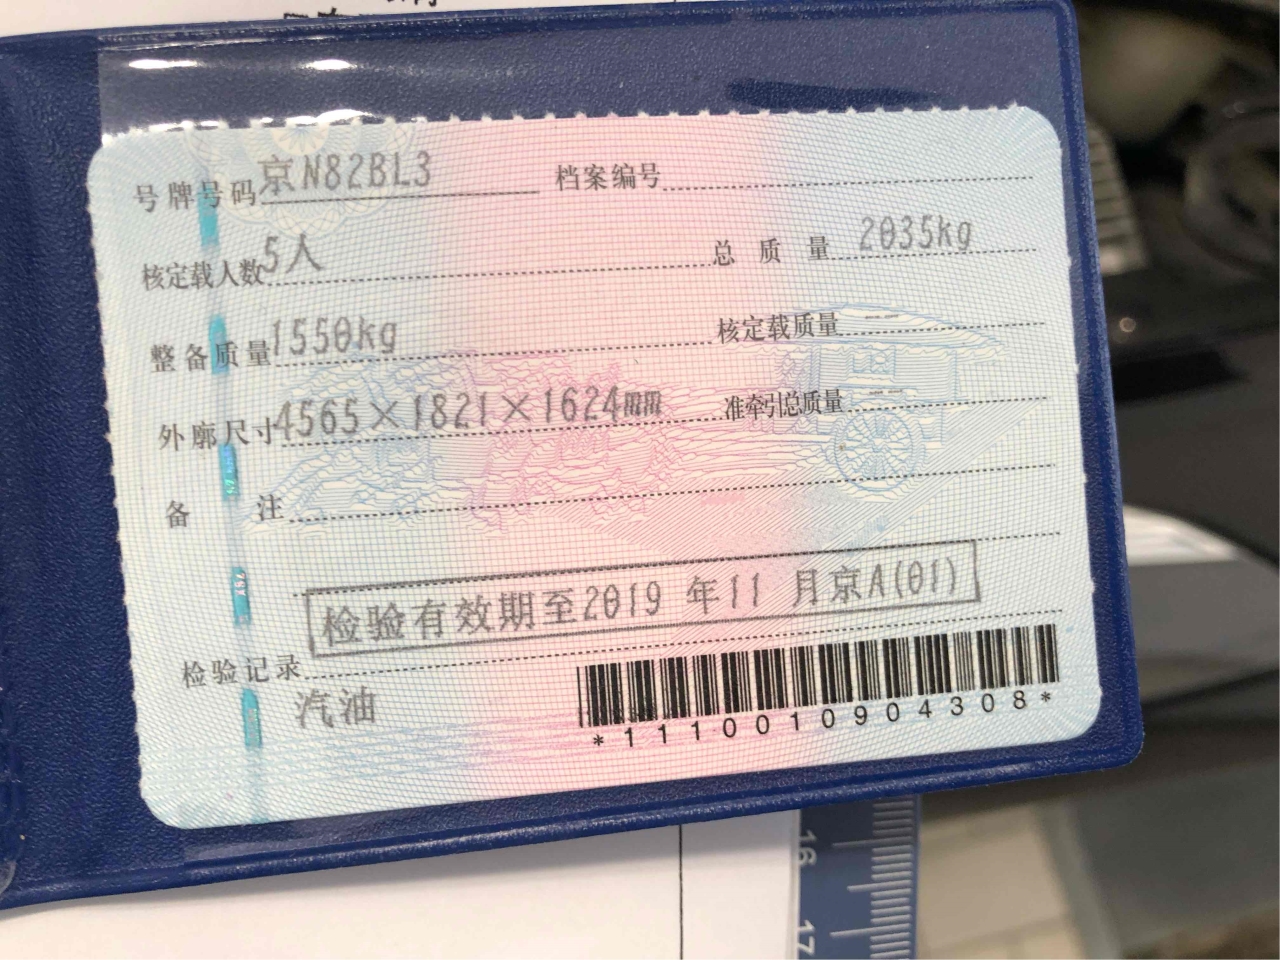 号牌号码 京N82BL3 档案编号
核定载人数 5人 总质量 2035kg
整备质量 1550kg 核定载质量 ---
外廓尺寸 4565×1821×1624mm 准牵引总质量 ---
备注
检验有效期至2019 年11 月京A(01)
检验记录
汽油
*1110010904308*
16
17